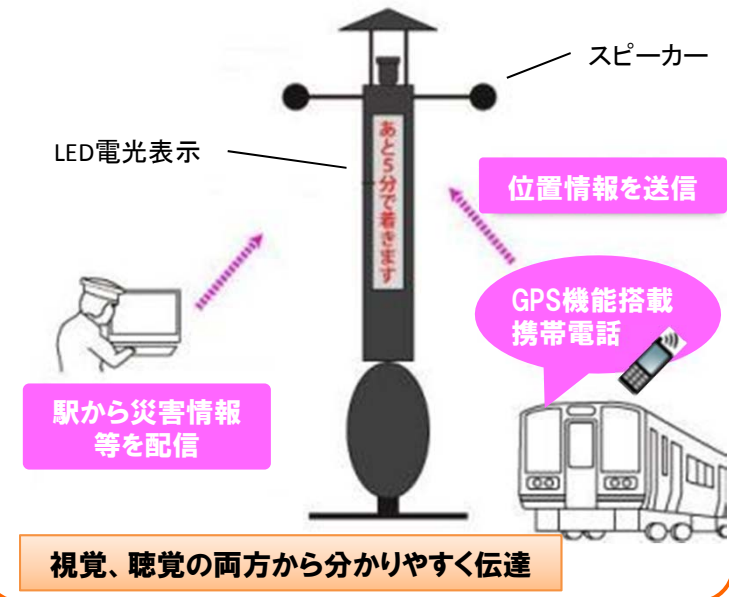 スピーカー
LED電光表示
あと5分で着きます
位置情報を送信
GPS機能搭載
携帯電話
駅から災害情報
等を配信
視覚、聴覚の両方から分かりやすく伝達